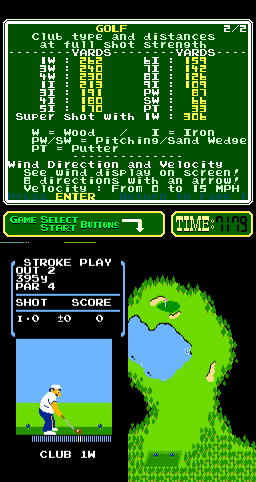 GOLF 2/2
Club type and distances
at full shot strength
YARDS YARDS
1W : 262 6I : 159
3W : 240 7I : 142
4W : 230 8I : 126
1I : 219 9I : 109
3I : 191 PW : 87
4I : 180 SW : 66
5I : 170 PT : 33
Super shot with 1W : 306
W = Wood / I = Iron
PW/SW = Pitching/Sand Wedge
PT = Putter
Wind Direction and Velocity
See wind display on screen,
8 directions with an arrow,
Velocity : From 0 to 15 MPH
ENTER
GAME SELECT
START BUTTONS
TIME: 0179
STROKE PLAY
OUT 2
395y
PAR 4
SHOT SCORE
1-0 ±0 0
CLUB 1W